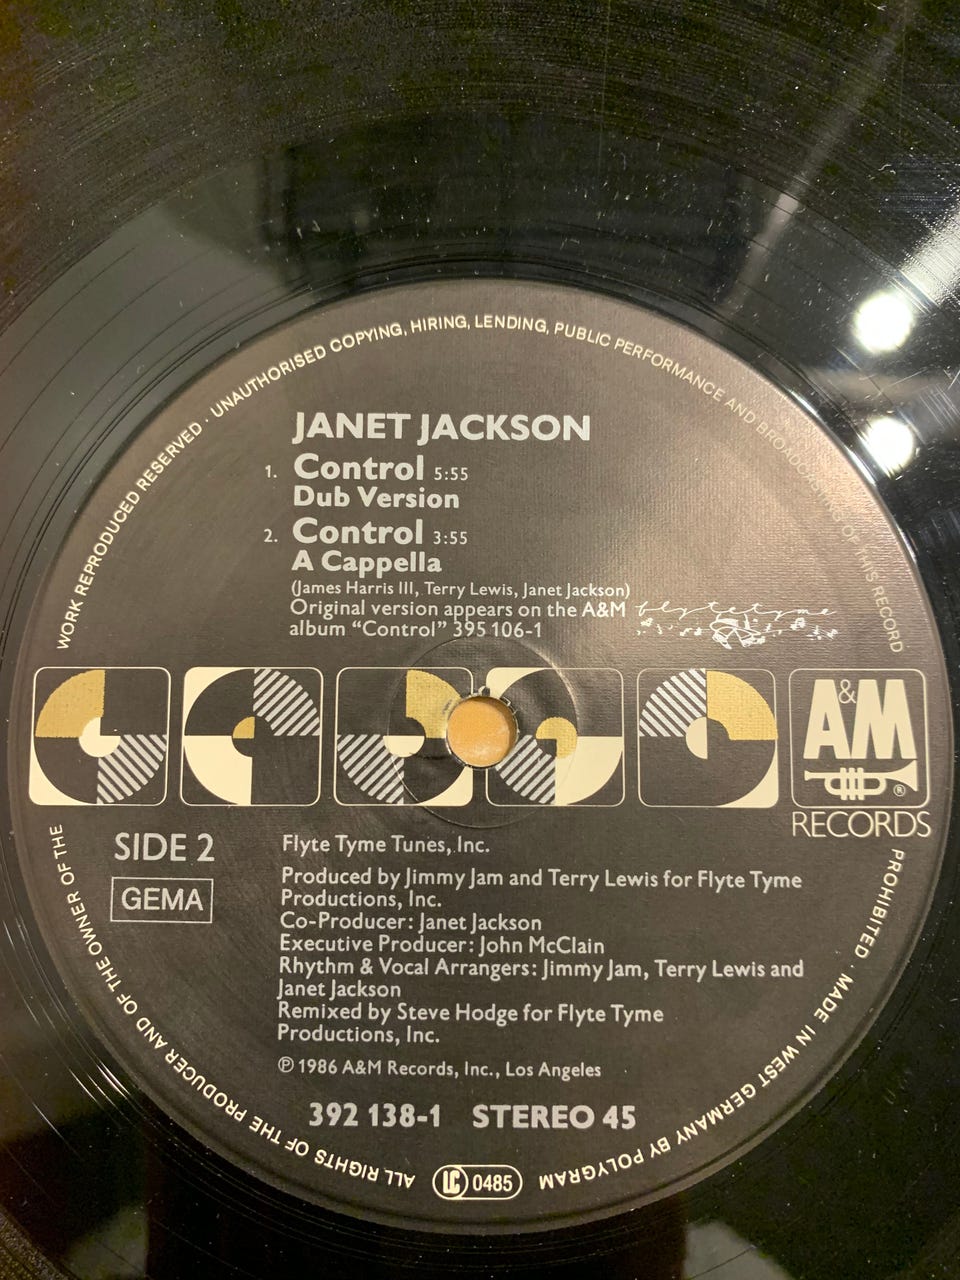 WORK REPRODUCED RESERVED · UNAUTHORISED COPYING, HIRING, LENDING, PUBLIC PERFORMANCE AND BROADCASTING OF THIS RECORD
JANET JACKSON
1. Control 5:55
Dub Version
2. Control 3:55
A Cappella
(James Harris III, Terry Lewis, Janet Jackson)
Original version appears on the A&M
album “Control” 395 106-1
flytetyme
A&M
®
RECORDS
SIDE 2
GEMA
Flyte Tyme Tunes, Inc.
Produced by Jimmy Jam and Terry Lewis for Flyte Tyme
Productions, Inc.
Co-Producer: Janet Jackson
Executive Producer: John McClain
Rhythm & Vocal Arrangers: Jimmy Jam, Terry Lewis and
Janet Jackson
Remixed by Steve Hodge for Flyte Tyme
Productions, Inc.
℗ 1986 A&M Records, Inc., Los Angeles
392 138-1 STEREO 45
PROHIBITED · MADE IN WEST GERMANY BY POLYGRAM
LC 0485
ALL RIGHTS OF THE PRODUCER AND OF THE OWNER OF THE